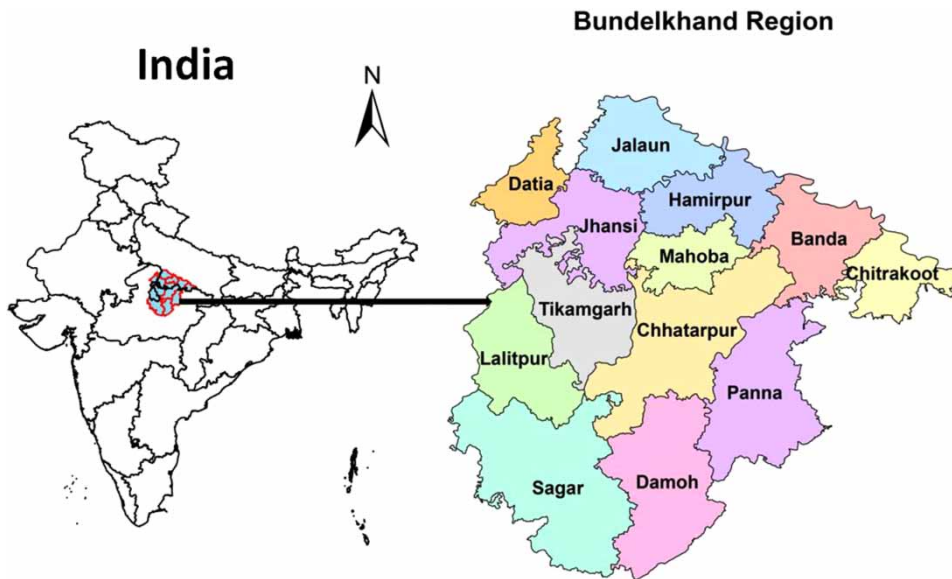 Bundelkhand Region
India
N
Jalaun
Datia
Hamirpur
Jhansi
Banda
Mahoba
Chitrakoot
Tikamgarh
Chhatarpur
Lalitpur
Panna
Sagar
Damoh